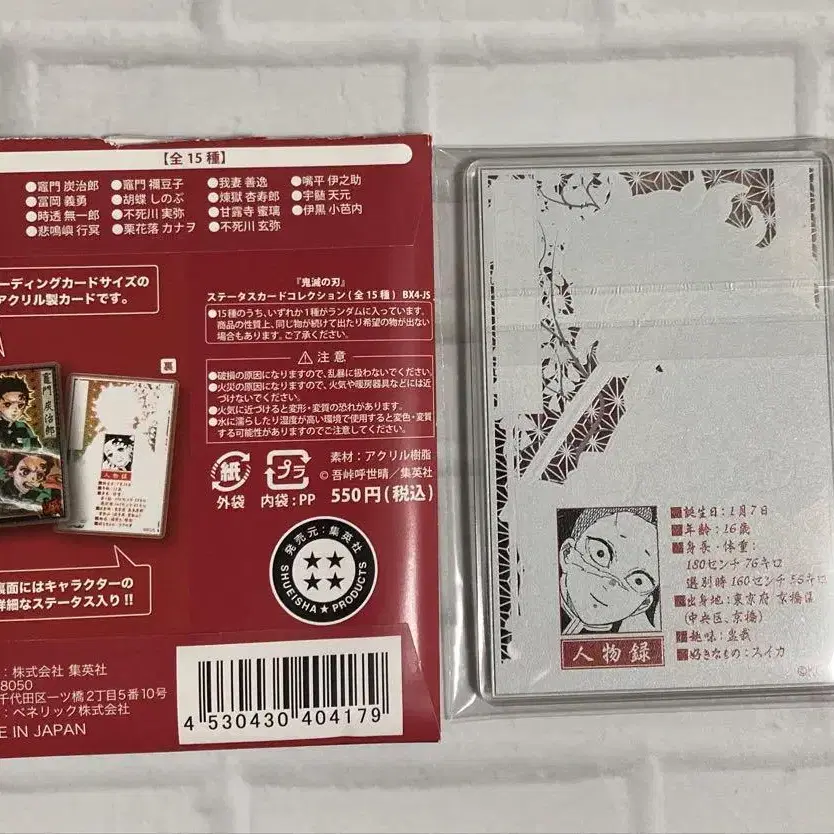 【全15種】
●竈門 炭治郎 ●竈門 禰豆子 ●我妻 善逸 ●嘴平 伊之助
●冨岡 義勇 ●胡蝶 しのぶ ●煉󠄁獄 杏寿郎 ●宇髄 天元
●時透 無一郎 ●不死川 実弥 ●甘露寺 蜜璃 ●伊黒 小芭内
●悲鳴嶼 行冥 ●栗花落 カナヲ ●不死川 玄弥
ーディングカードサイズの
アクリル製カードです。
『鬼滅の刃』
ステータスカードコレクション(全15種) BX4-JS
●15種のうち、いずれか1種がランダムに入っています。
商品の性質上、同じ物が続けて出たり希望の物が出ない
場合もあります。ご了承ください。
⚠注意
●破損の原因になりますので、乱暴に扱わないでください。
●火災の原因になりますので、火気や暖房器具などには近
づけないでください。
●火気に近づけると変形・変質の恐れがあります。
●水に濡らしたり湿度が高い環境で使用すると変色・変質
する可能性がありますのでご注意してください。
裏
竈門 炭治郎
人物録
紙
外袋
プラ
内袋:PP
素材:アクリル樹脂
© 吾峠呼世晴/集英社
550円(税込)
発売元:集英社
SHUEISHA★PRODUCTS
裏面にはキャラクターの
詳細なステータス入り!!
:株式会社 集英社
8050
千代田区一ツ橋2丁目5番10号
:ベネリック株式会社
E IN JAPAN
4 530430 404179
■誕生日:1月7日
■年齢:16歳
■身長・体重:
180センチ 76キロ
選別時 160センチ 55キロ
■出身地:東京府 京橋區
(中央区、京橋)
■趣味:盆栽
■好きなもの:スイカ
人物録